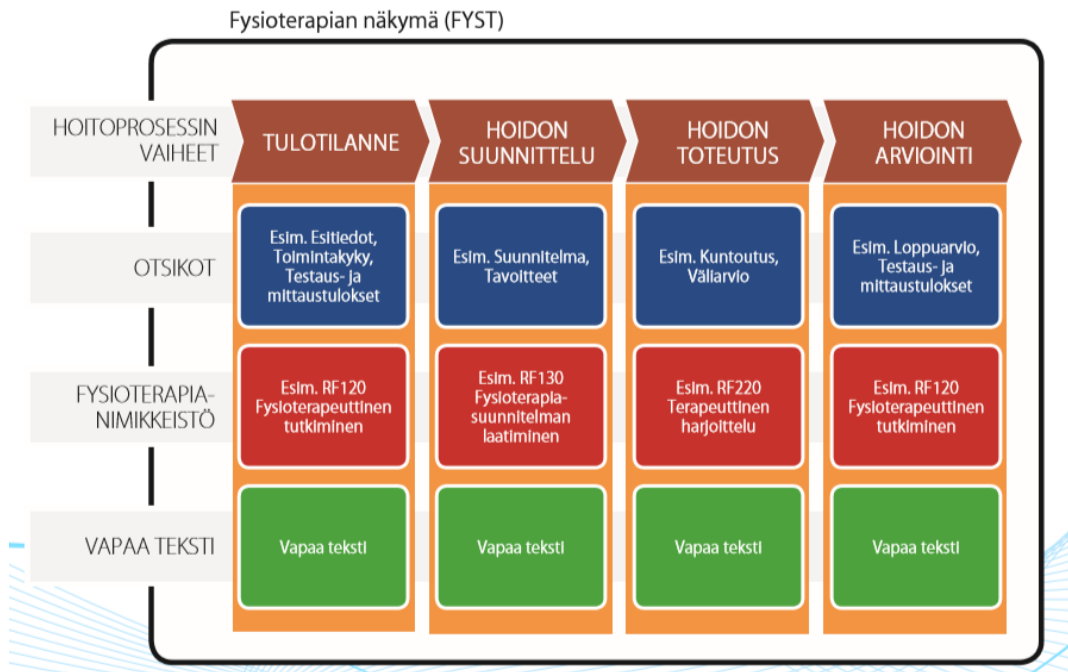 Fysioterapian näkymä (FYST)
HOITOPROSESSIN
VAIHEET
TULOTILANNE
HOIDON
SUUNNITTELU
HOIDON
TOTEUTUS
HOIDON
ARVIOINTI
OTSIKOT
Esim. Esitiedot,
Toimintakyky,
Testaus- ja
mittaustulokset
Esim. Suunnitelma,
Tavoitteet
Esim. Kuntoutus,
Väliarvio
Esim. Loppuarvio,
Testaus- ja
mittaustulokset
FYSIOTERAPIA-
NIMIKKEISTÖ
Esim. RF120
Fysioterapeuttinen
tutkiminen
Esim. RF130
Fysioterapia-
suunnitelman
laatiminen
Esim. RF220
Terapeuttinen
harjoittelu
Esim. RF120
Fysioterapeuttinen
tutkiminen
VAPAA TEKSTI
Vapaa teksti
Vapaa teksti
Vapaa teksti
Vapaa teksti